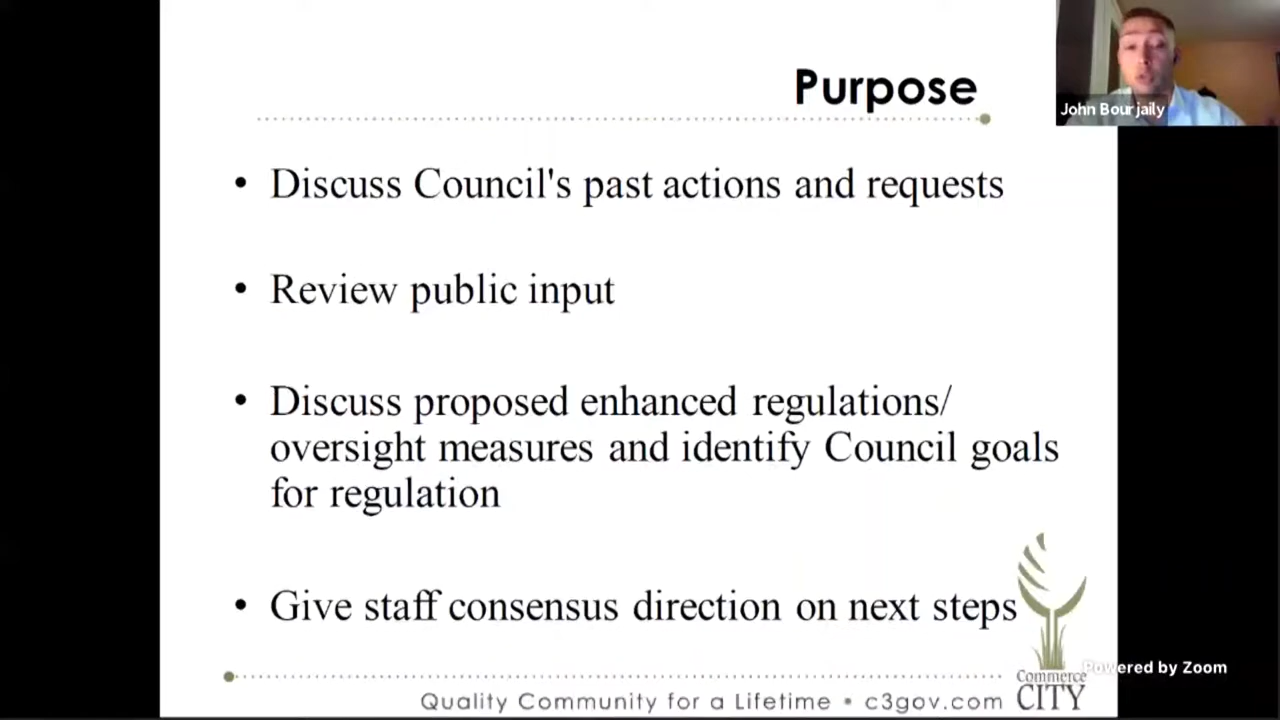 Purpose
John Bourjaily
• Discuss Council's past actions and requests
• Review public input
• Discuss proposed enhanced regulations/
oversight measures and identify Council goals
for regulation
• Give staff consensus direction on next steps
Powered by Zoom
Commerce
CITY
Quality Community for a Lifetime • c3gov.com